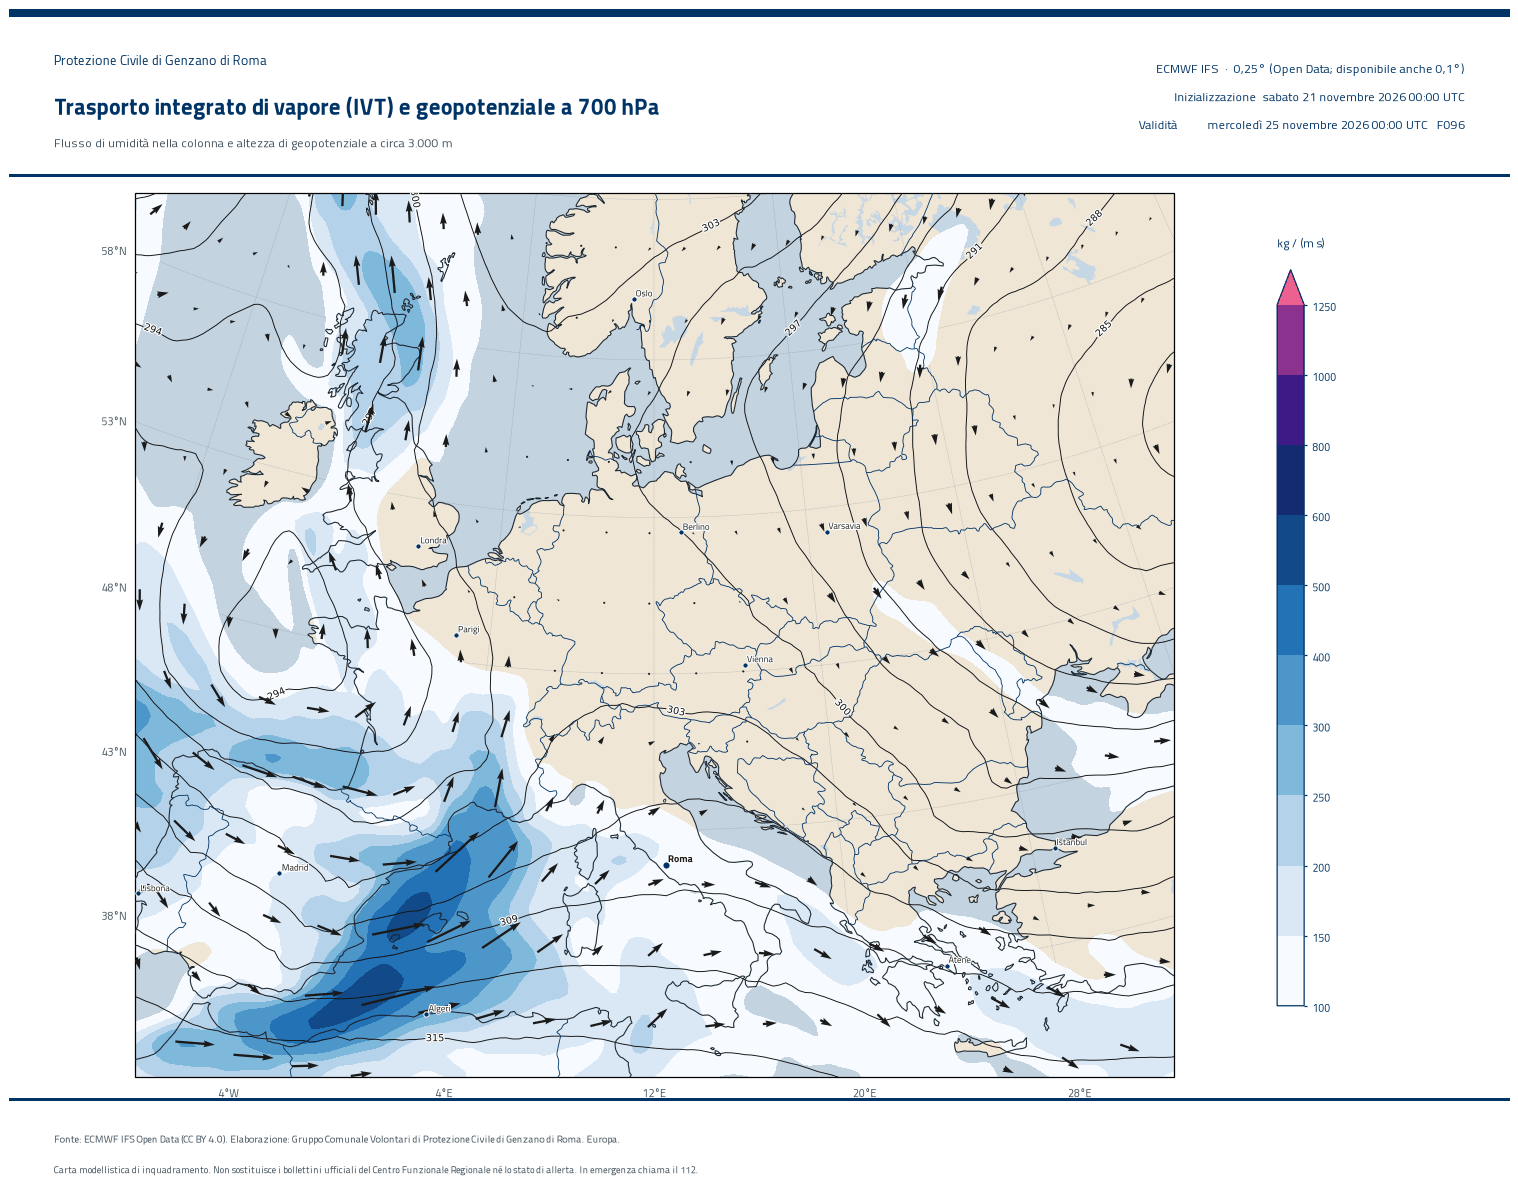 Protezione Civile di Genzano di Roma
Trasporto integrato di vapore (IVT) e geopotenziale a 700 hPa
Flusso di umidità nella colonna e altezza di geopotenziale a circa 3.000 m
ECMWF IFS · 0,25° (Open Data; disponibile anche 0,1°)
Inizializzazione sabato 21 novembre 2026 00:00 UTC
Validità mercoledì 25 novembre 2026 00:00 UTC F096
58°N
53°N
48°N
43°N
38°N
4°W
4°E
12°E
20°E
28°E
300
303
288
291
294
297
285
Oslo
Londra
Berlino
Varsavia
Parigi
Vienna
294
303
300
Madrid
Lisbona
Roma
Istanbul
309
Atene
Algeri
315
kg / (m s)
1250
1000
800
600
500
400
300
250
200
150
100
Fonte: ECMWF IFS Open Data (CC BY 4.0). Elaborazione: Gruppo Comunale Volontari di Protezione Civile di Genzano di Roma. Europa.
Carta modellistica di inquadramento. Non sostituisce i bollettini ufficiali del Centro Funzionale Regionale né lo stato di allerta. In emergenza chiama il 112.